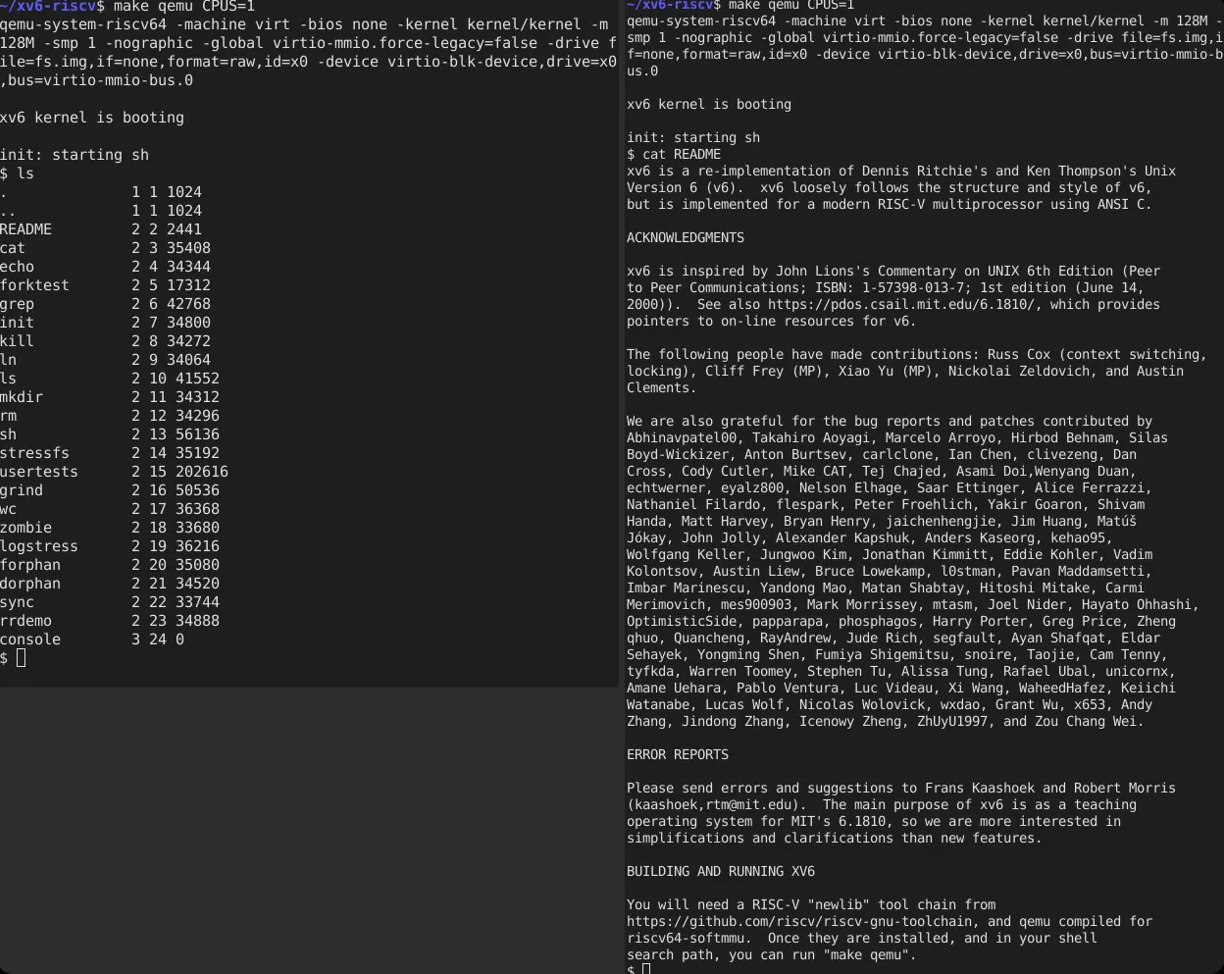 ~/xv6-riscv$ make qemu CPUS=1
qemu-system-riscv64 -machine virt -bios none -kernel kernel/kernel -m
128M -smp 1 -nographic -global virtio-mmio.force-legacy=false -drive f
ile=fs.img,if=none,format=raw,id=x0 -device virtio-blk-device,drive=x0
,bus=virtio-mmio-bus.0
xv6 kernel is booting
init: starting sh
$ ls
. 1 1 1024
.. 1 1 1024
README 2 2 2441
cat 2 3 35408
echo 2 4 34344
forktest 2 5 17312
grep 2 6 42768
init 2 7 34800
kill 2 8 34272
ln 2 9 34064
ls 2 10 41552
mkdir 2 11 34312
rm 2 12 34296
sh 2 13 56136
stressfs 2 14 35192
usertests 2 15 202616
grind 2 16 50536
wc 2 17 36368
zombie 2 18 33680
logstress 2 19 36216
forphan 2 20 35080
dorphan 2 21 34520
sync 2 22 33744
rrdemo 2 23 34888
console 3 24 0
$
~/xv6-riscv$ make qemu CPUS=1
qemu-system-riscv64 -machine virt -bios none -kernel kernel/kernel -m 128M -
smp 1 -nographic -global virtio-mmio.force-legacy=false -drive file=fs.img,i
f=none,format=raw,id=x0 -device virtio-blk-device,drive=x0,bus=virtio-mmio-b
us.0
xv6 kernel is booting
init: starting sh
$ cat README
xv6 is a re-implementation of Dennis Ritchie's and Ken Thompson's Unix
Version 6 (v6).  xv6 loosely follows the structure and style of v6,
but is implemented for a modern RISC-V multiprocessor using ANSI C.
ACKNOWLEDGMENTS
xv6 is inspired by John Lions's Commentary on UNIX 6th Edition (Peer
to Peer Communications; ISBN: 1-57398-013-7; 1st edition (June 14,
2000)).  See also https://pdos.csail.mit.edu/6.1810/, which provides
pointers to on-line resources for v6.
The following people have made contributions: Russ Cox (context switching,
locking), Cliff Frey (MP), Xiao Yu (MP), Nickolai Zeldovich, and Austin
Clements.
We are also grateful for the bug reports and patches contributed by
Abhinavpatel00, Takahiro Aoyagi, Marcelo Arroyo, Hirbod Behnam, Silas
Boyd-Wickizer, Anton Burtsev, carlclone, Ian Chen, clivezeng, Dan
Cross, Cody Cutler, Mike CAT, Tej Chajed, Asami Doi,Wenyang Duan,
echtwerner, eyalz800, Nelson Elhage, Saar Ettinger, Alice Ferrazzi,
Nathaniel Filardo, flespark, Peter Froehlich, Yakir Goaron, Shivam
Handa, Matt Harvey, Bryan Henry, jaichenhengjie, Jim Huang, Matúš
Jókay, John Jolly, Alexander Kapshuk, Anders Kaseorg, kehao95,
Wolfgang Keller, Jungwoo Kim, Jonathan Kimmitt, Eddie Kohler, Vadim
Kolontsov, Austin Liew, Bruce Lowekamp, l0stman, Pavan Maddamsetti,
Imbar Marinescu, Yandong Mao, Matan Shabtay, Hitoshi Mitake, Carmi
Merimovich, mes900903, Mark Morrissey, mtasm, Joel Nider, Hayato Ohhashi,
OptimisticSide, papparapa, phosphagos, Harry Porter, Greg Price, Zheng
qhuo, Quancheng, RayAndrew, Jude Rich, segfault, Ayan Shafqat, Eldar
Sehayek, Yongming Shen, Fumiya Shigemitsu, snoire, Taojie, Cam Tenny,
tyfkda, Warren Toomey, Stephen Tu, Alissa Tung, Rafael Ubal, unicornx,
Amane Uehara, Pablo Ventura, Luc Videau, Xi Wang, WaheedHafez, Keiichi
Watanabe, Lucas Wolf, Nicolas Wolovick, wxdao, Grant Wu, x653, Andy
Zhang, Jindong Zhang, Icenowy Zheng, ZhUyU1997, and Zou Chang Wei.
ERROR REPORTS
Please send errors and suggestions to Frans Kaashoek and Robert Morris
(kaashoek,rtm@mit.edu).  The main purpose of xv6 is as a teaching
operating system for MIT's 6.1810, so we are more interested in
simplifications and clarifications than new features.
BUILDING AND RUNNING XV6
You will need a RISC-V "newlib" tool chain from
https://github.com/riscv/riscv-gnu-toolchain, and qemu compiled for
riscv64-softmmu.  Once they are installed, and in your shell
search path, you can run "make qemu".
$